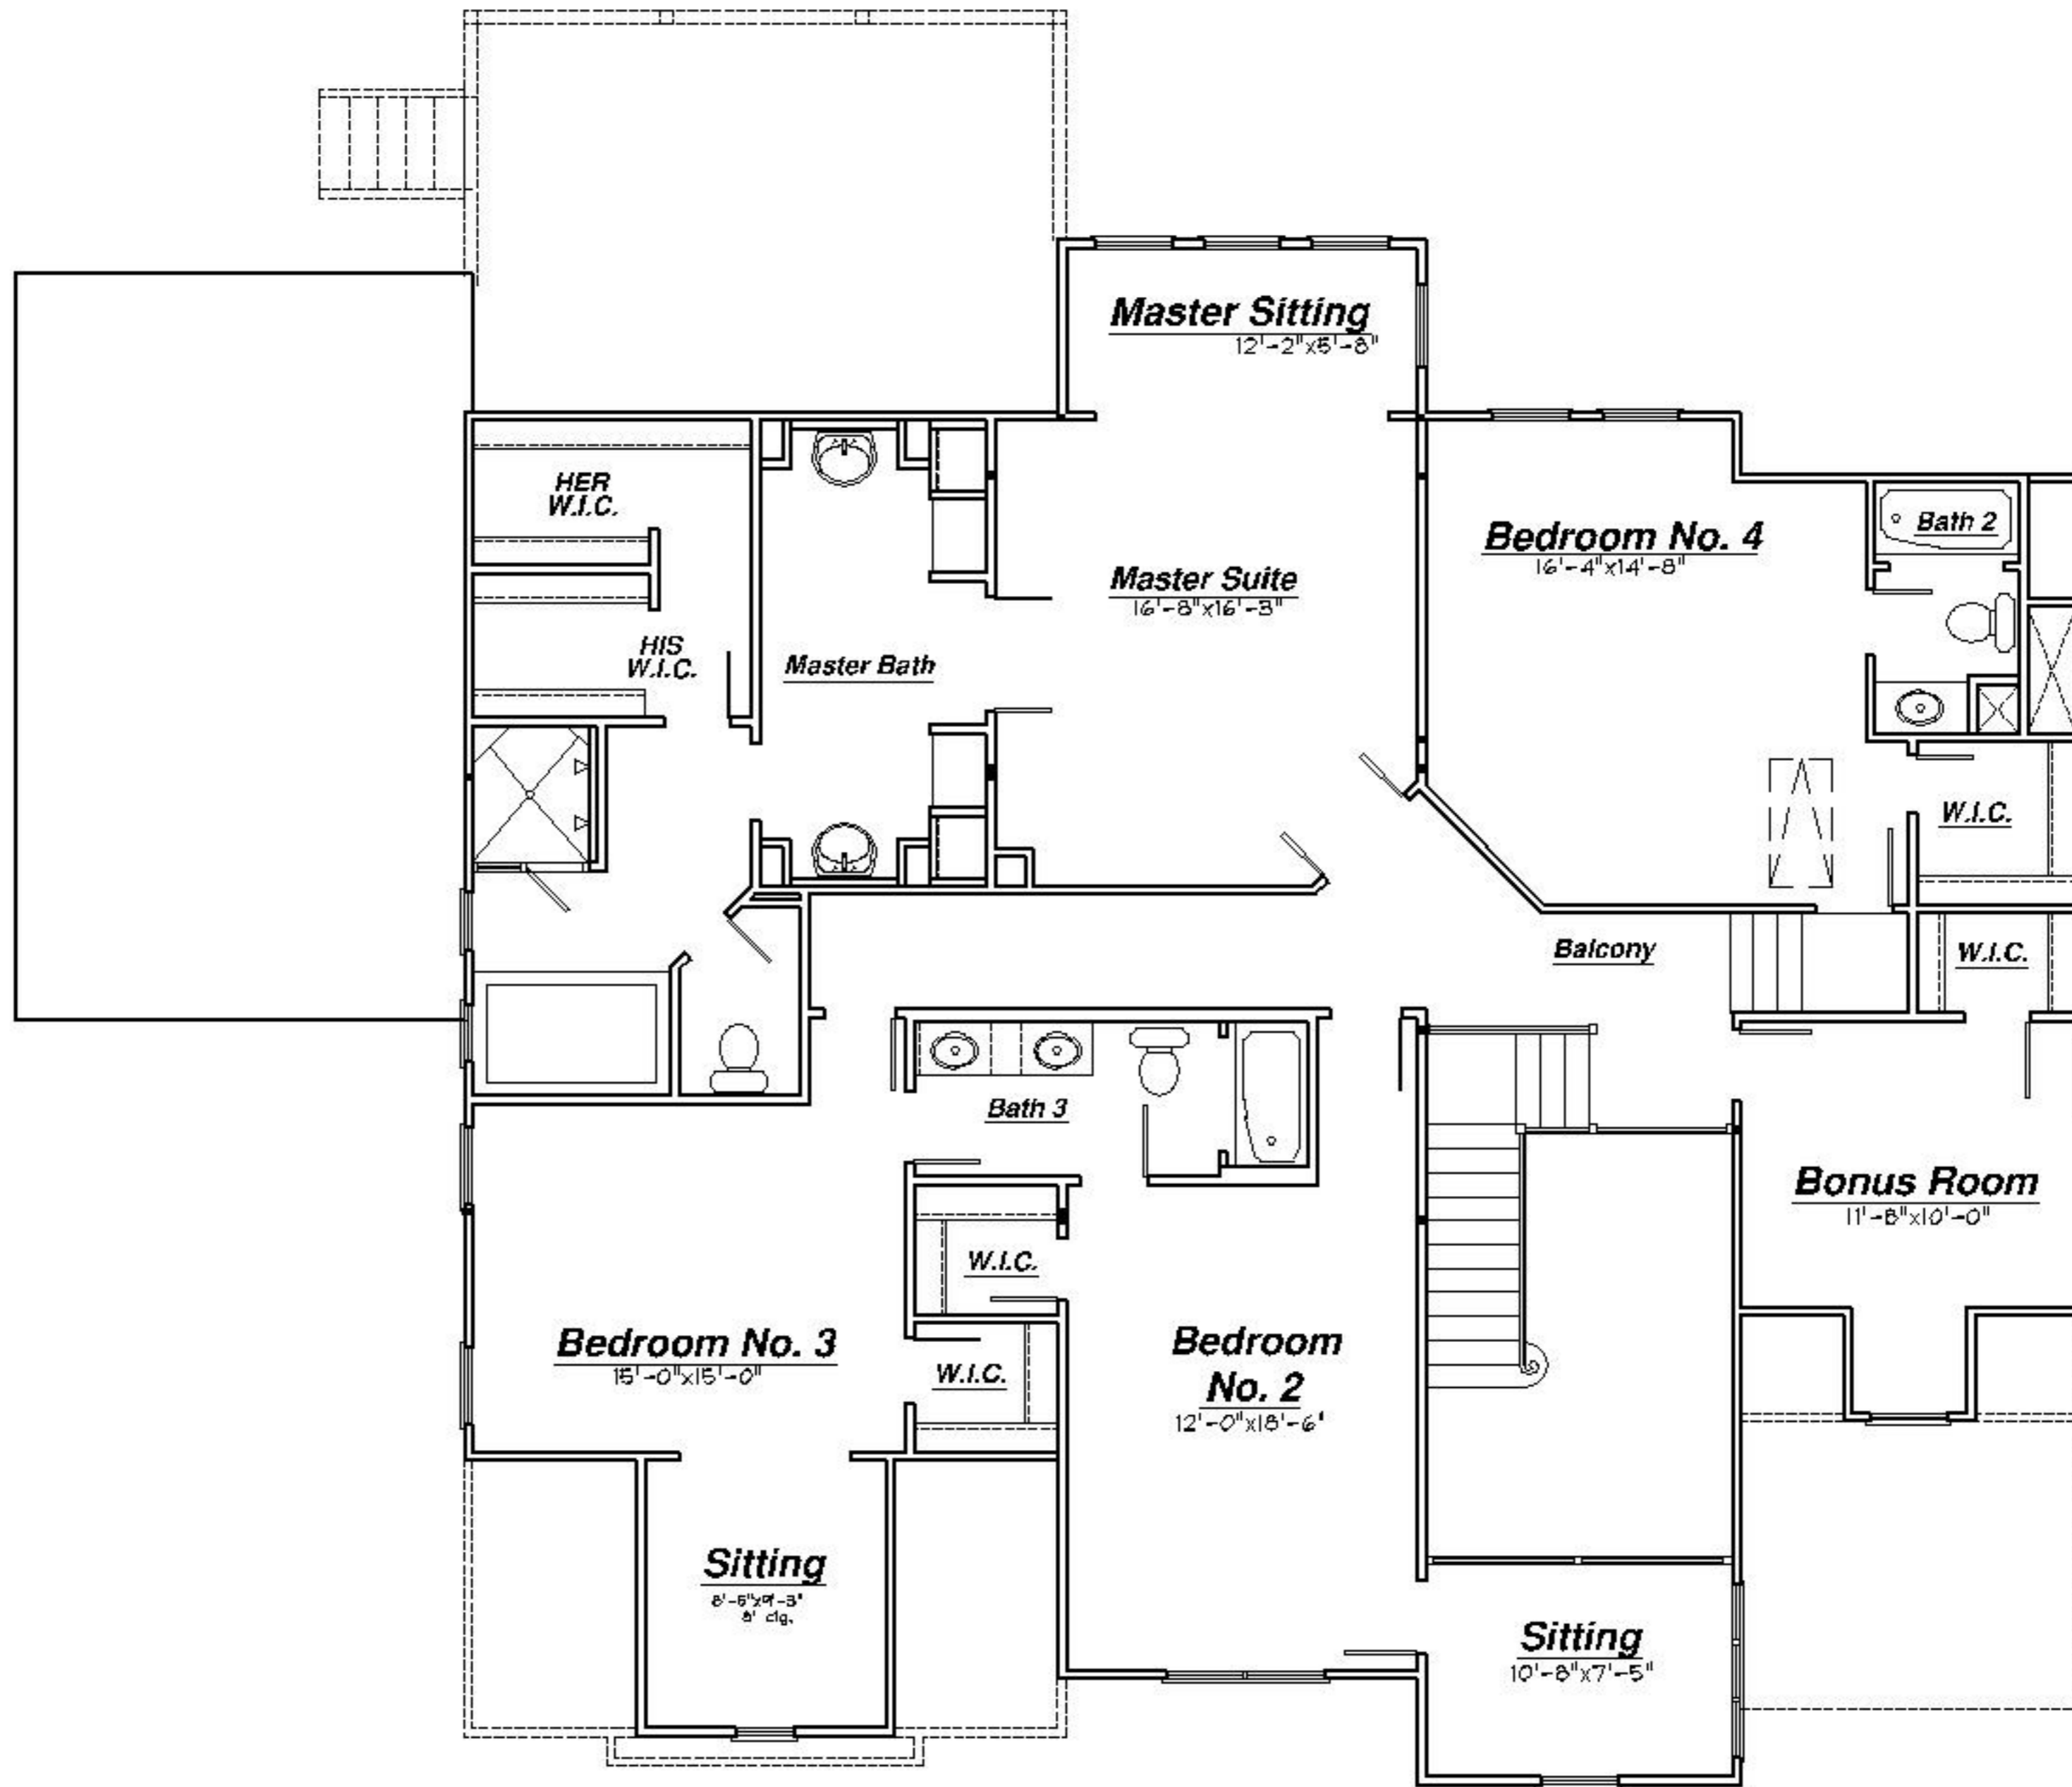 Master Sitting
12'-2"x5'-8"
HER
W.I.C.
Bath 2
Bedroom No. 4
16'-4"x14'-8"
Master Suite
16'-8"x16'-3"
HIS
W.I.C.
Master Bath
W.I.C.
Balcony
W.I.C.
Bath 3
Bonus Room
11'-8"x10'-0"
W.I.C.
Bedroom No. 3
15'-0"x15'-0"
W.I.C.
Bedroom
No. 2
12'-0"x18'-6"
Sitting
8' clg.
Sitting
10'-8"x7'-5"